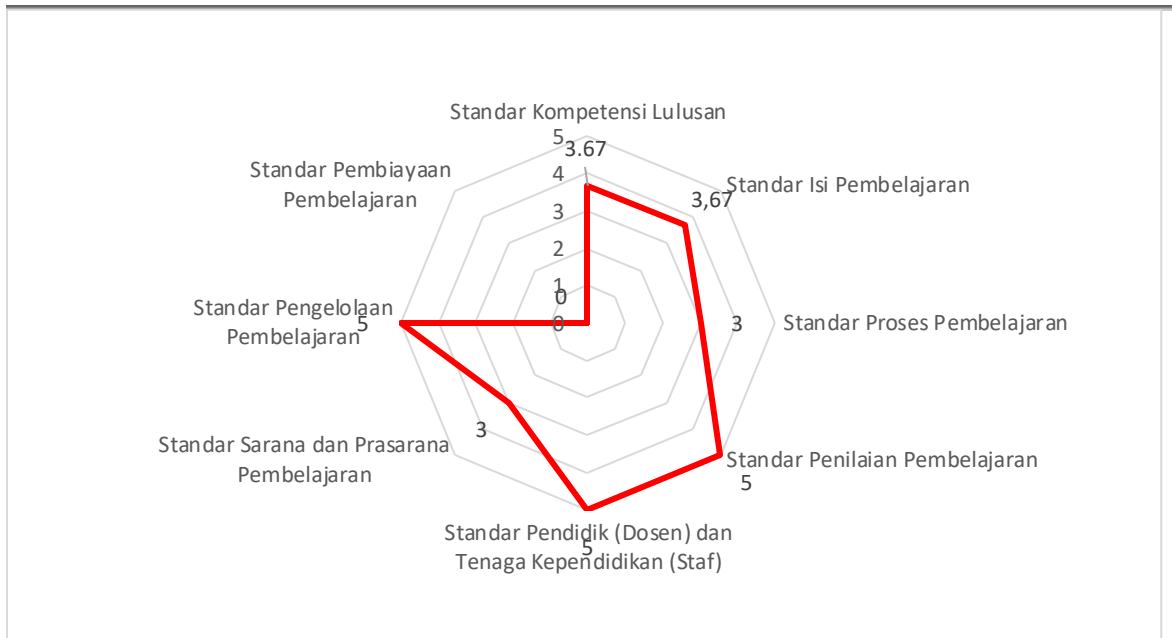 Standar Kompetensi Lulusan
5
3.67
4
3
2
1
0
0
Standar Isi Pembelajaran
3,67
Standar Proses Pembelajaran
3
Standar Penilaian Pembelajaran
5
Standar Pendidik (Dosen) dan
5
Tenaga Kependidikan (Staf)
Standar Sarana dan Prasarana
Pembelajaran
3
Standar Pengelolaan
Pembelajaran
5
Standar Pembiayaan
Pembelajaran